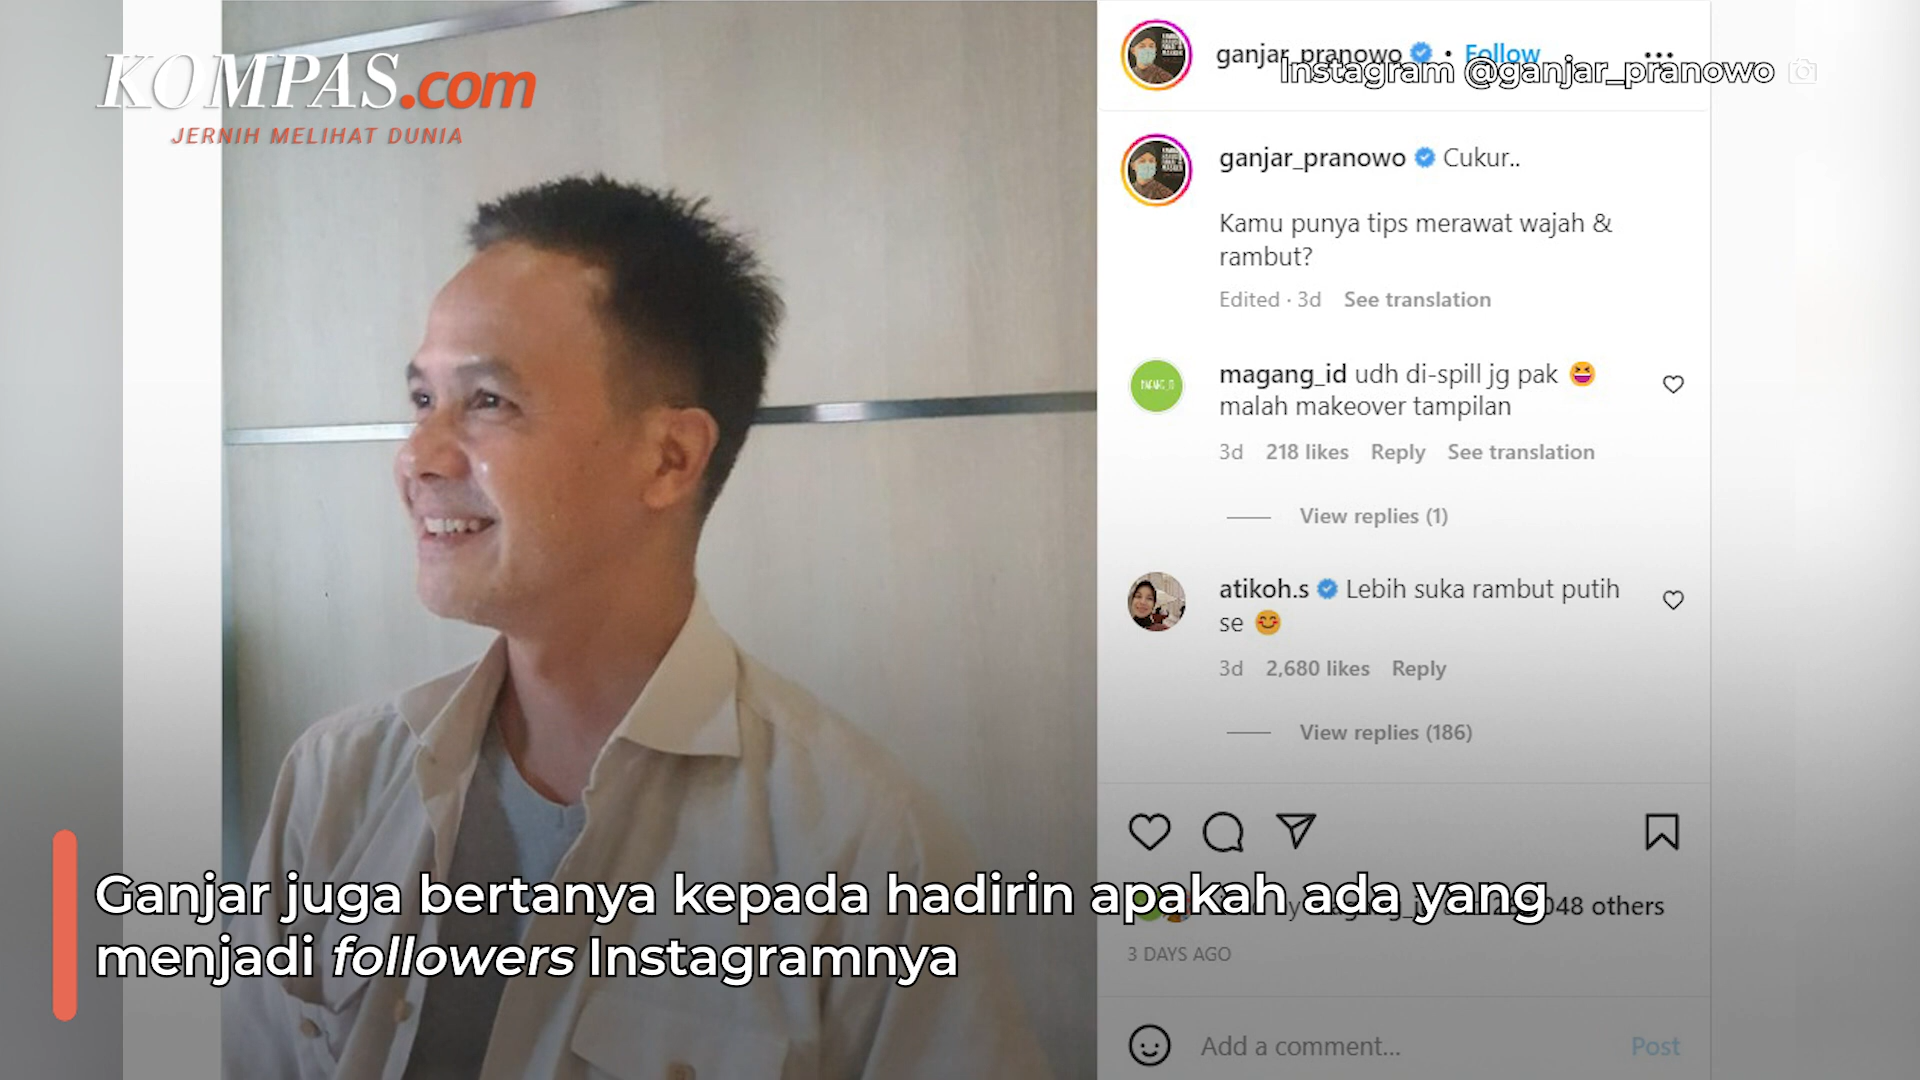 KOMPAS.com
JERNIH MELIHAT DUNIA
ganjar_pranowo • Follow
Instagram @ganjar_pranowo
ganjar_pranowo Cukur..
Kamu punya tips merawat wajah &
rambut?
Edited · 3d See translation
magang_id udh di-spill jg pak 😆
malah makeover tampilan
3d 218 likes Reply See translation
View replies (1)
atikoh.s Lebih suka rambut putih
se 😊
3d 2,680 likes Reply
View replies (186)
048 others
3 DAYS AGO
Ganjar juga bertanya kepada hadirin apakah ada yang
menjadi followers Instagramnya
Add a comment...
Post